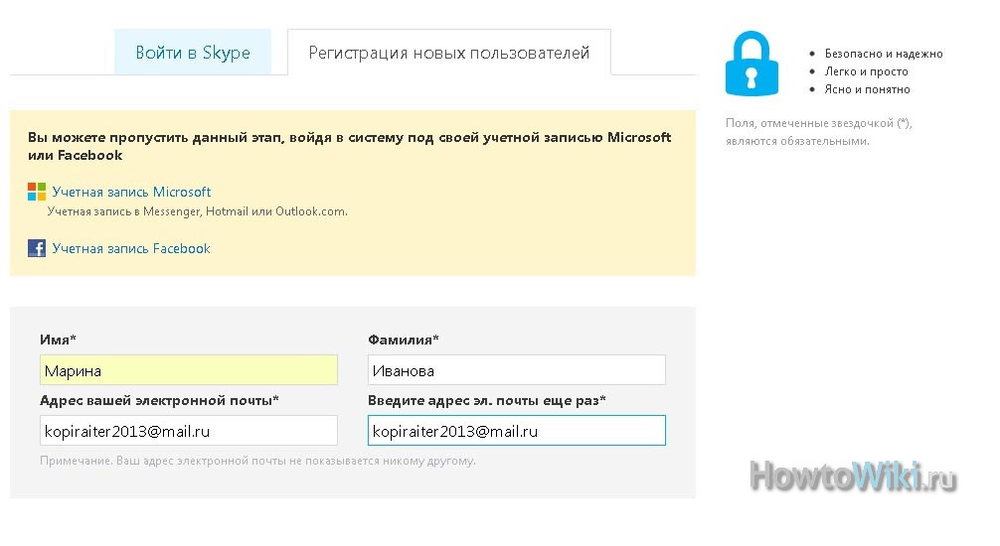 Войти в Skype
Регистрация новых пользователей
Безопасно и надежно
Легко и просто
Ясно и понятно
Поля, отмеченные звездочкой (*),
являются обязательными.
Вы можете пропустить данный этап, войдя в систему под своей учетной записью Microsoft
или Facebook
Учетная запись Microsoft
Учетная запись в Messenger, Hotmail или Outlook.com.
Учетная запись Facebook
Имя*
Фамилия*
Марина
Иванова
Адрес вашей электронной почты*
Введите адрес эл. почты еще раз*
kopiraiter2013@mail.ru
kopiraiter2013@mail.ru
Примечание. Ваш адрес электронной почты не показывается никому другому.
HowtoWiki.ru